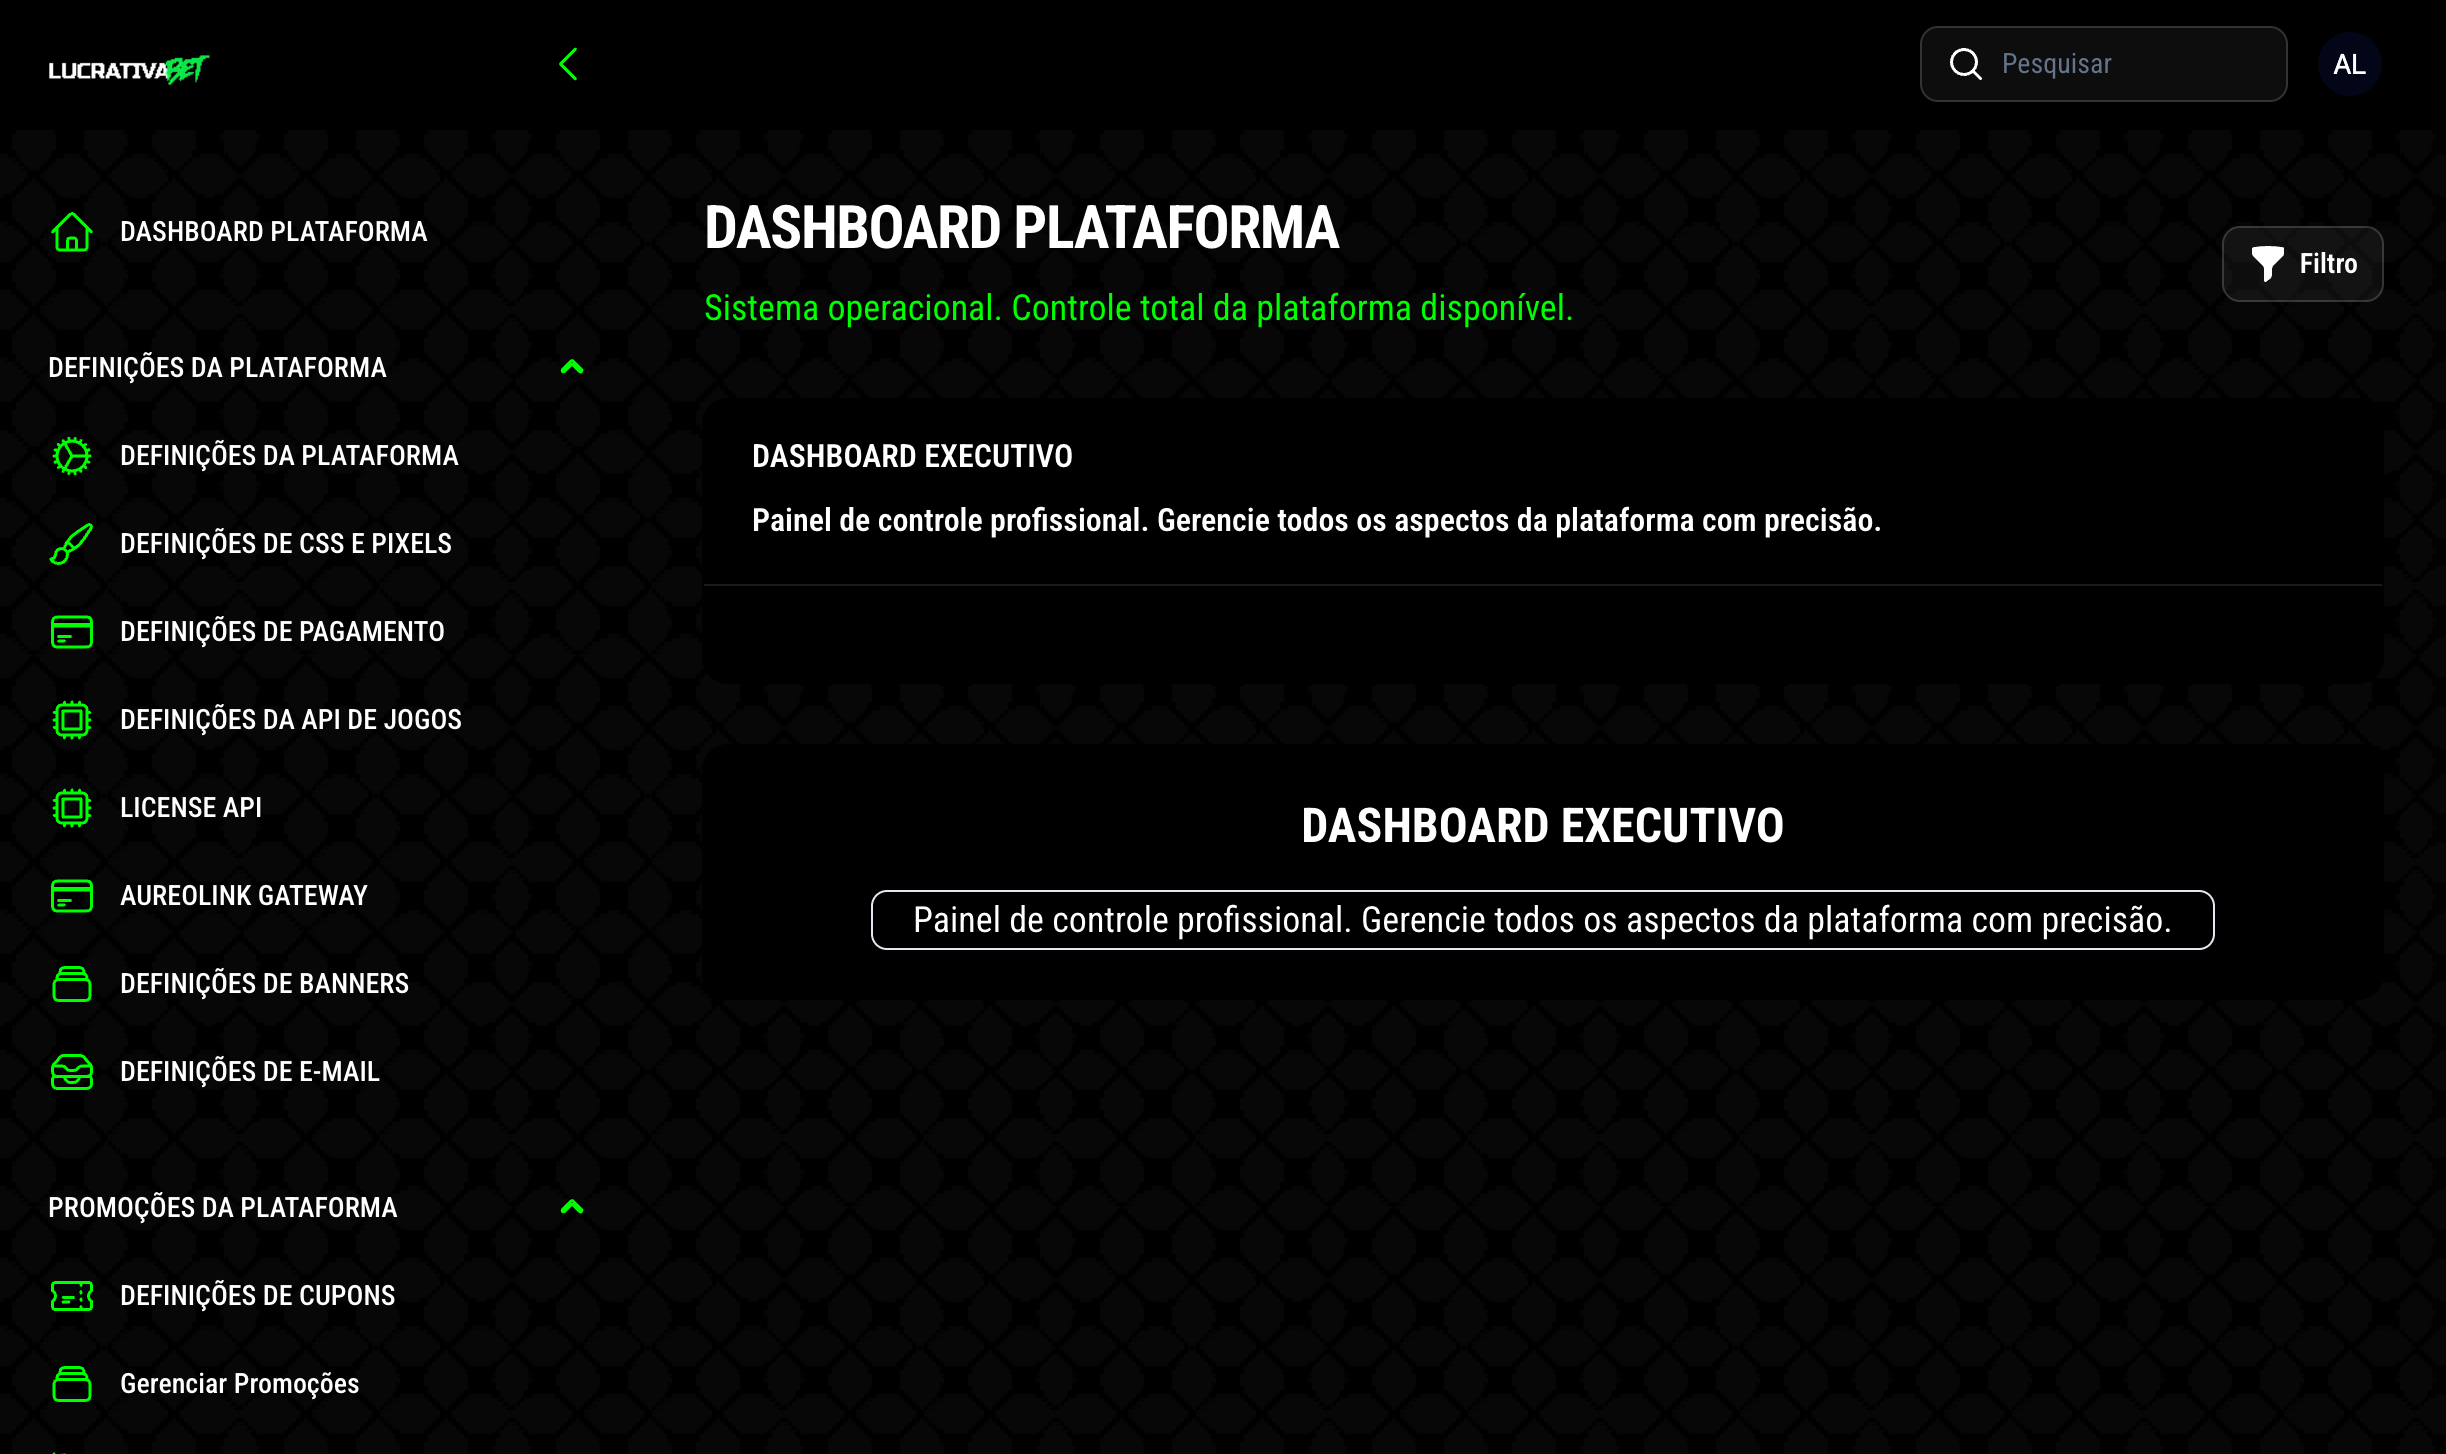 LUCRATIVABET
Pesquisar
AL
DASHBOARD PLATAFORMA
DEFINIÇÕES DA PLATAFORMA
DEFINIÇÕES DA PLATAFORMA
DEFINIÇÕES DE CSS E PIXELS
DEFINIÇÕES DE PAGAMENTO
DEFINIÇÕES DA API DE JOGOS
LICENSE API
AUREOLINK GATEWAY
DEFINIÇÕES DE BANNERS
DEFINIÇÕES DE E-MAIL
PROMOÇÕES DA PLATAFORMA
DEFINIÇÕES DE CUPONS
Gerenciar Promoções
DASHBOARD PLATAFORMA
Sistema operacional. Controle total da plataforma disponível.
Filtro
DASHBOARD EXECUTIVO
Painel de controle profissional. Gerencie todos os aspectos da plataforma com precisão.
DASHBOARD EXECUTIVO
Painel de controle profissional. Gerencie todos os aspectos da plataforma com precisão.